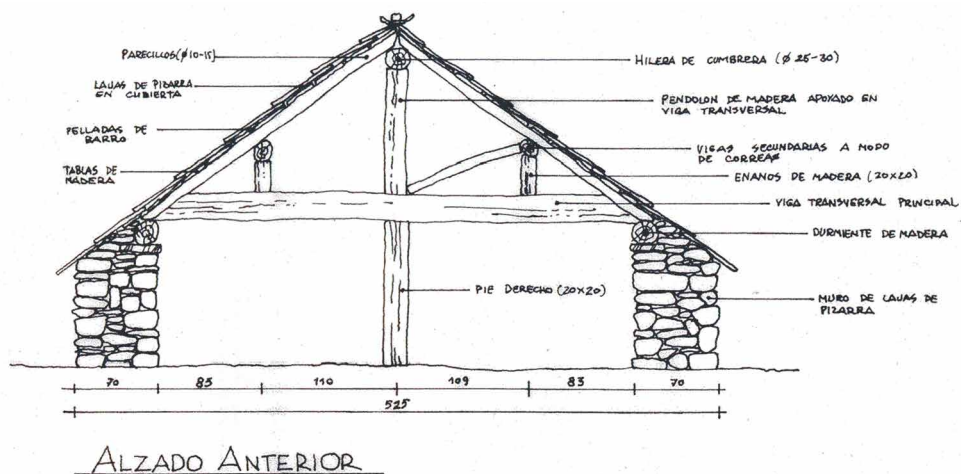 PARECILLOS (Ø10-15)
LAJAS DE PIZARRA
EN CUBIERTA
PELLADAS DE
BARRO
TABLAS DE
MADERA
HILERA DE CUMBRERA (Ø 25-30)
PENDOLON DE MADERA APOYADO EN
VIGA TRANSVERSAL
VIGAS SECUNDARIAS A MODO
DE CORREAS
ENANOS DE MADERA (20X20)
VIGA TRANSVERSAL PRINCIPAL
DURMIENTE DE MADERA
PIE DERECHO (20X20)
MURO DE LAJAS DE
PIZARRA
70 85 110 109 83 70
525
ALZADO ANTERIOR